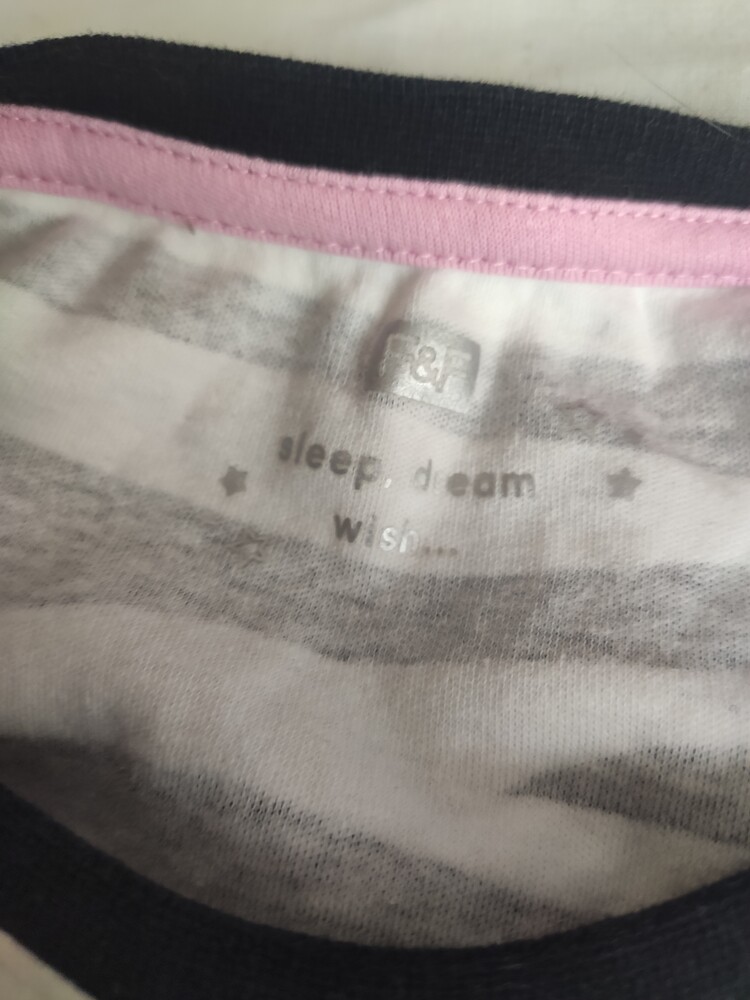 F&F
sleep, dream
wish...